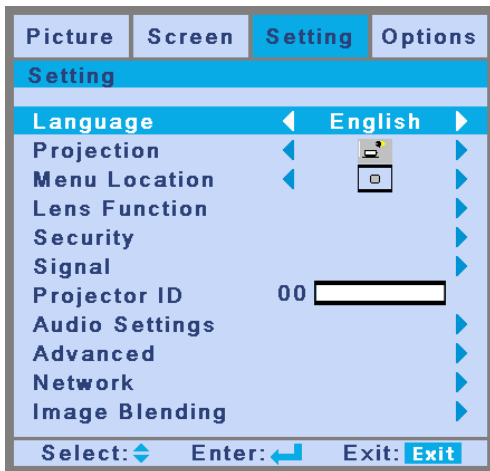 Picture Screen Setting Options
Setting
Language English
Projection
Menu Location
Lens Function
Security
Signal
Projector ID 00
Audio Settings
Advanced
Network
Image Blending
Select: Enter: Exit: Exit